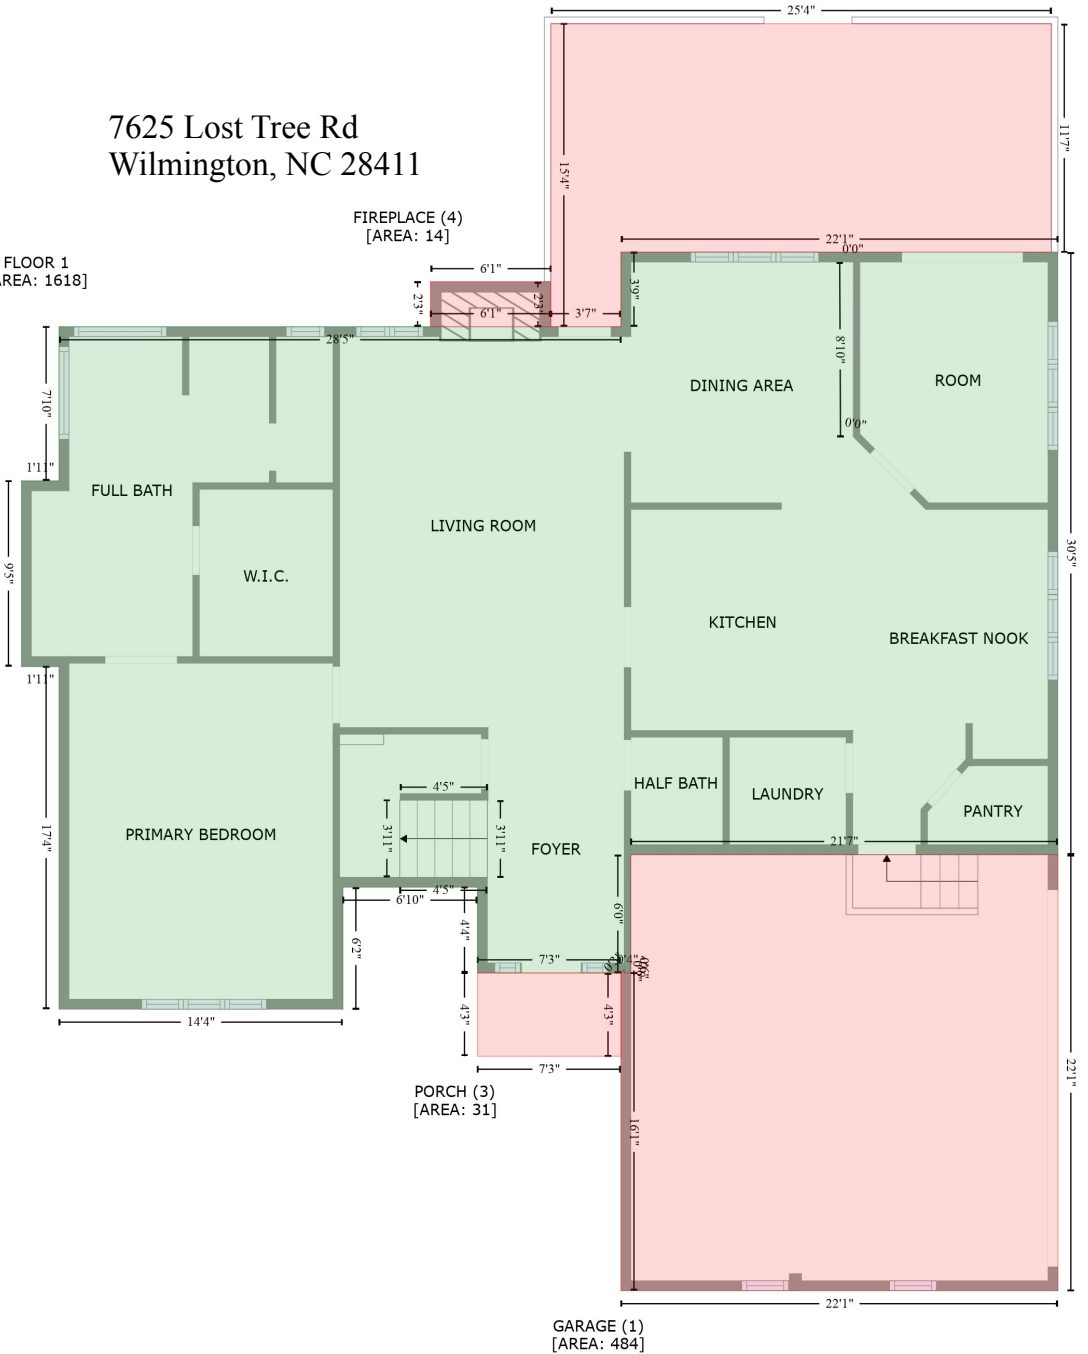 25'4"
7625 Lost Tree Rd
Wilmington, NC 28411
11'7"
15'4"
FIREPLACE (4)
[AREA: 14]
22'1"
0'0"
FLOOR 1
AREA: 1618]
6'1"
2'3"
2'3"
3'9"
6'1"
3'7"
28'5"
8'10"
DINING AREA
ROOM
7'10"
0'0"
1'11"
FULL BATH
LIVING ROOM
30'5"
9'5"
W.I.C.
KITCHEN
BREAKFAST NOOK
1'11"
4'5"
HALF BATH
LAUNDRY
PANTRY
17'4"
PRIMARY BEDROOM
3'11"
3'11"
FOYER
21'7"
4'5"
6'10"
6'0"
4'4"
6'2"
7'3"
0'4"
4'3"
4'3"
14'4"
7'3"
22'1"
PORCH (3)
[AREA: 31]
16'1"
22'1"
GARAGE (1)
[AREA: 484]